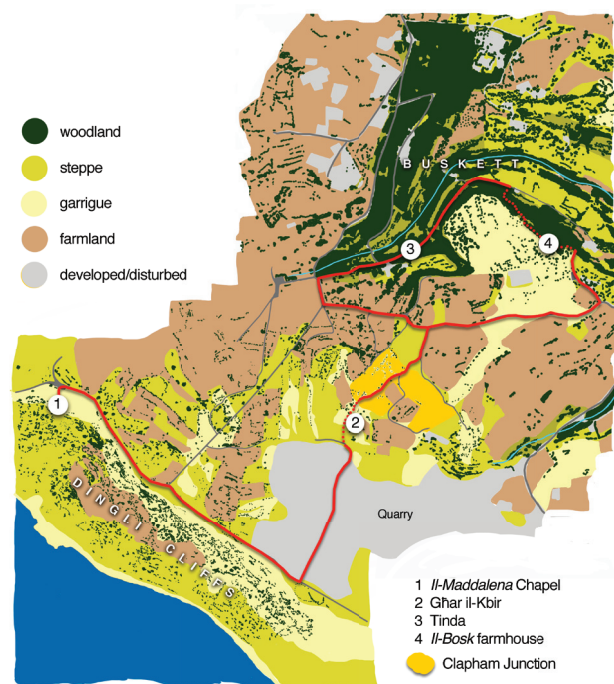 woodland
steppe
garrigue
farmland
developed/disturbed
BUSKETT
3
4
1
2
DINGLI CLIFFS
Quarry
1 Il-Maddalena Chapel
2 Għar il-Kbir
3 Tinda
4 Il-Bosk farmhouse
Clapham Junction